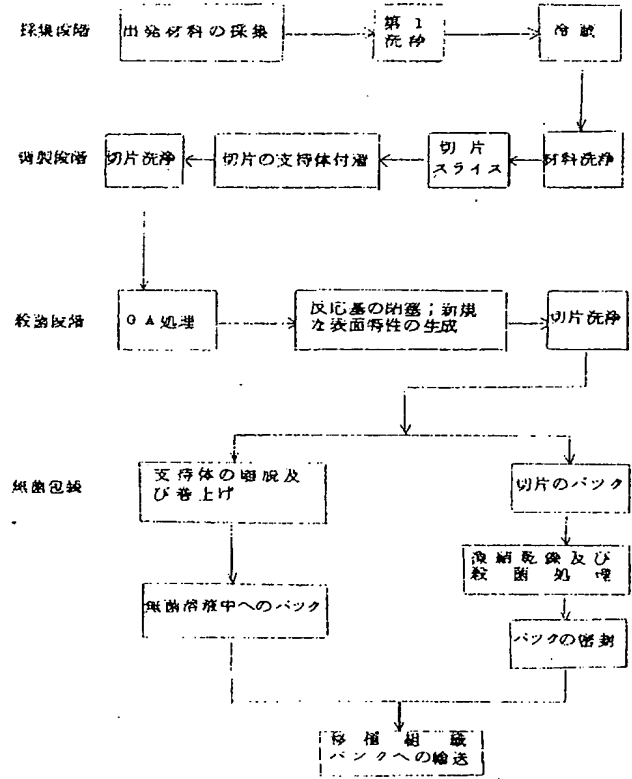 採集段階
出発材料の採集
第1
洗浄
冷蔵
調製段階
切片洗浄
切片の支持体付着
切片
スライス
材料洗浄
殺菌段階
GA処理
反応基の閉塞;新規
な表面特性の生成
切片洗浄
無菌包装
支持体の離脱及
び巻上げ
切片のパック
凍結乾燥及び
殺菌処理
無菌溶液中へのパック
パックの密封
移植組織
バンクへの輸送